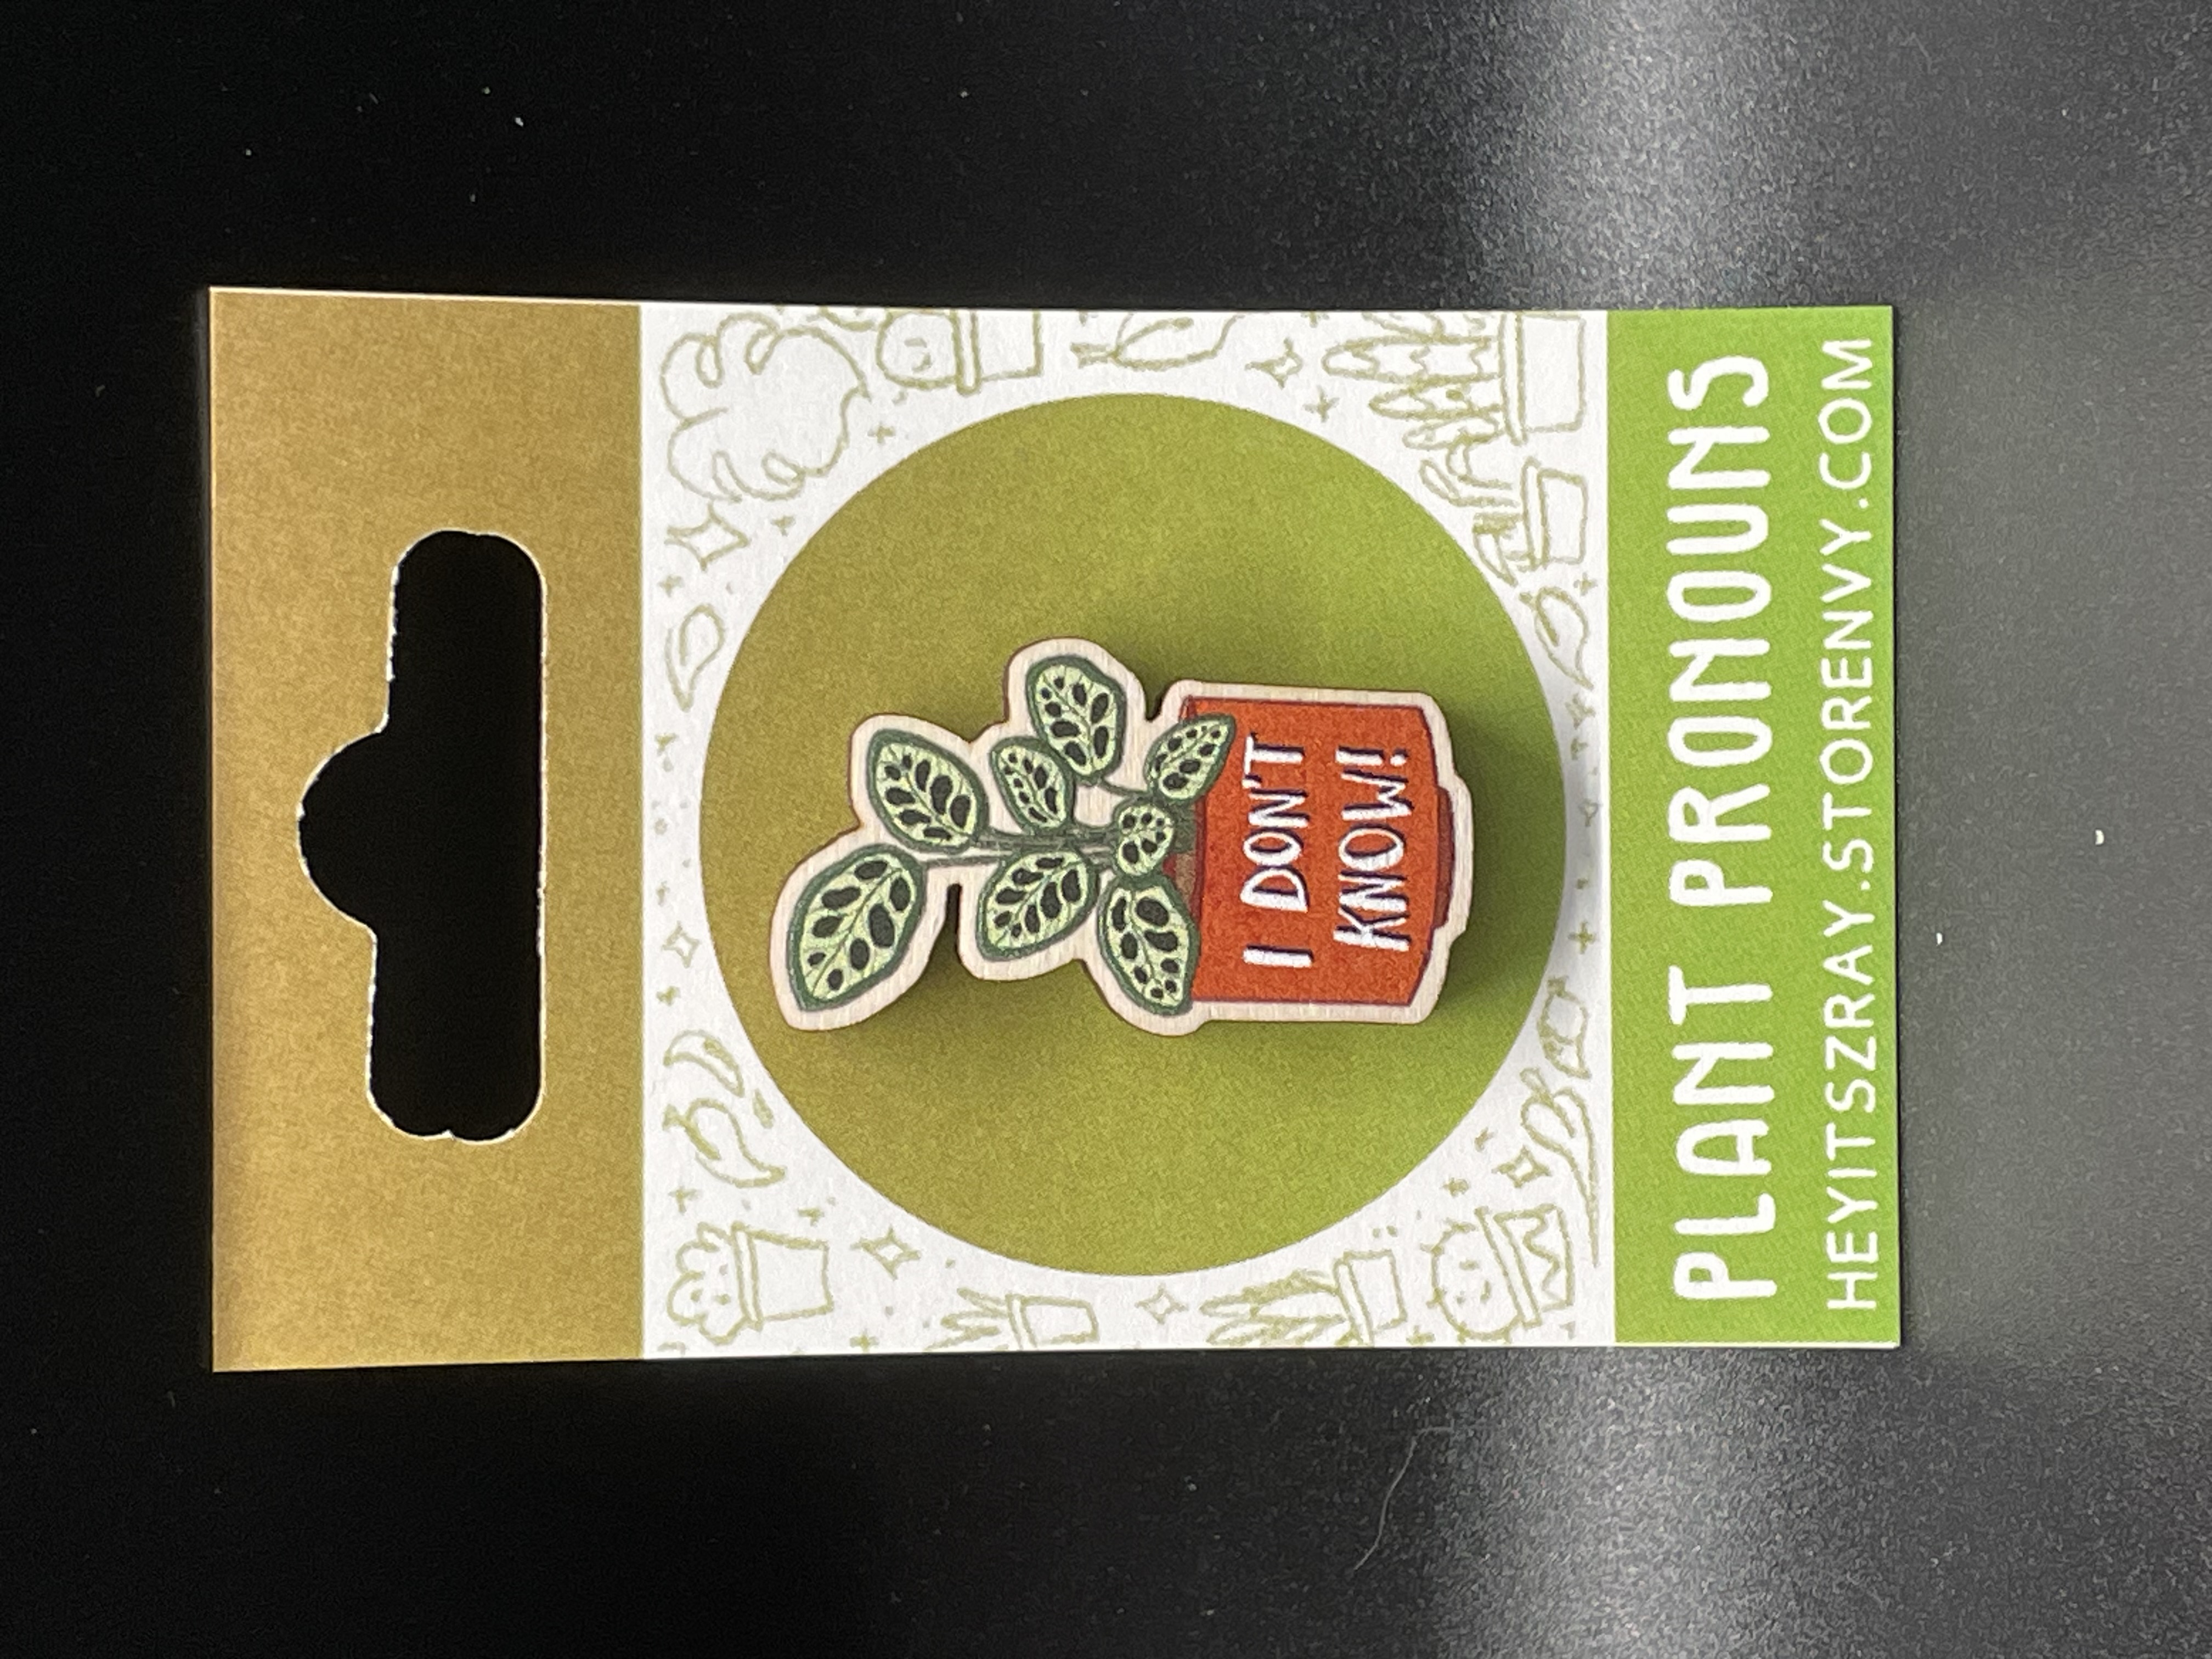 I DON'T
KNOW!
PLANT PRONOUNS
HEYITSZRAY.STORENVY.COM